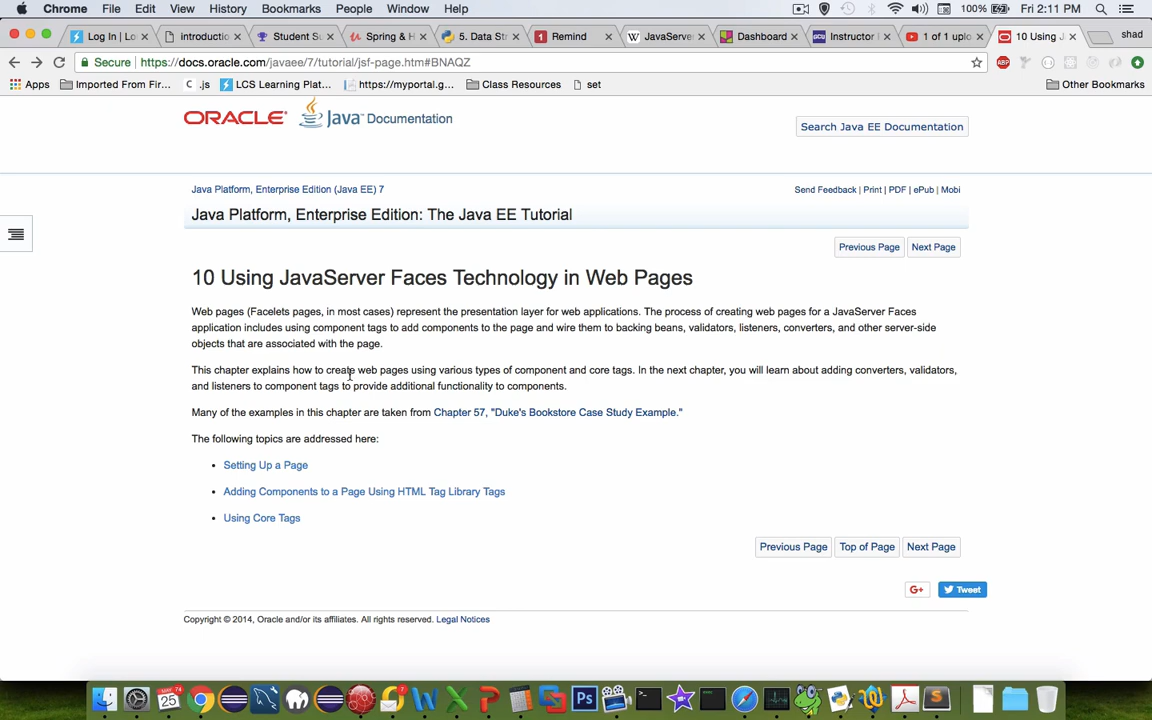 Chrome File Edit View History Bookmarks People Window Help 100% Fri 2:11 PM
Log In | Lo introductic Student Su Spring & H 5. Data Str Remind JavaServe Dashboard Instructor 1 of 1 uplo 10 Using J shad
Secure https://docs.oracle.com/javaee/7/tutorial/jsf-page.htm#BNAQZ ABP
Apps Imported From Fir... C .js LCS Learning Plat... https://myportal.g... Class Resources set Other Bookmarks
ORACLE Java Documentation
Search Java EE Documentation
Java Platform, Enterprise Edition (Java EE) 7 Send Feedback | Print | PDF | ePub | Mobi
Java Platform, Enterprise Edition: The Java EE Tutorial
Previous Page Next Page
10 Using JavaServer Faces Technology in Web Pages
Web pages (Facelets pages, in most cases) represent the presentation layer for web applications. The process of creating web pages for a JavaServer Faces
application includes using component tags to add components to the page and wire them to backing beans, validators, listeners, converters, and other server-side
objects that are associated with the page.
This chapter explains how to create web pages using various types of component and core tags. In the next chapter, you will learn about adding converters, validators,
and listeners to component tags to provide additional functionality to components.
Many of the examples in this chapter are taken from Chapter 57, "Duke's Bookstore Case Study Example."
The following topics are addressed here:
• Setting Up a Page
• Adding Components to a Page Using HTML Tag Library Tags
• Using Core Tags
Previous Page Top of Page Next Page
G+ Tweet
Copyright © 2014, Oracle and/or its affiliates. All rights reserved. Legal Notices
25 7 W X P Ps S